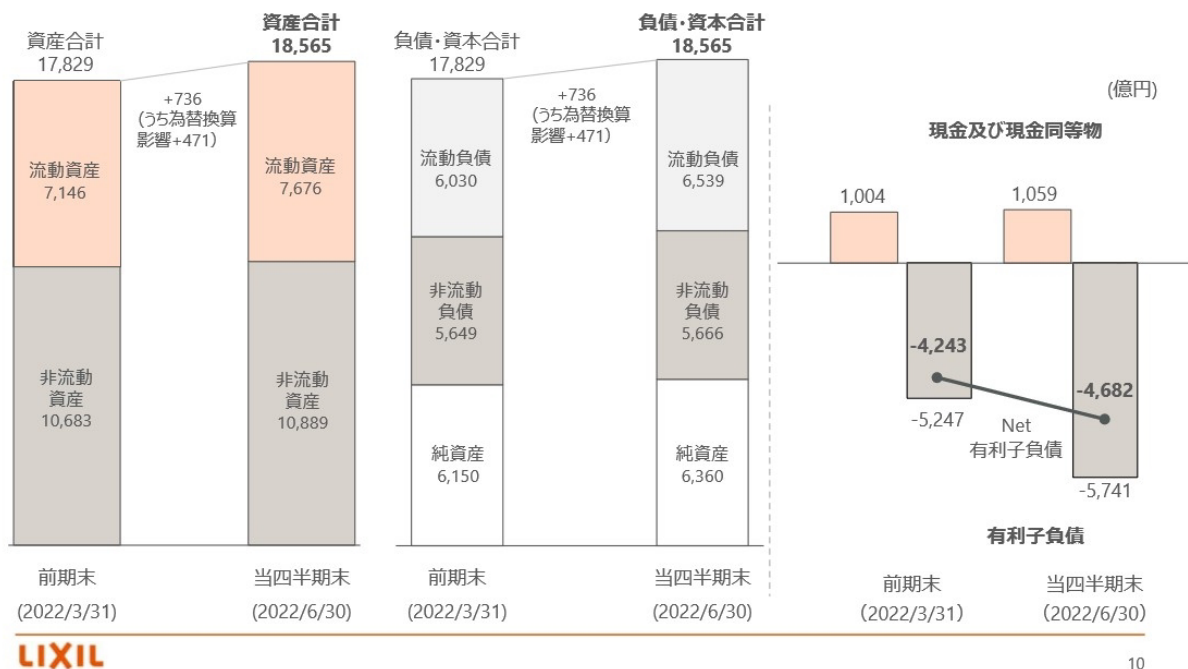 資産合計
17,829
+736
(うち為替換算
影響+471)
流動資産
7,146
非流動
資産
10,683
前期末
(2022/3/31)
資産合計
18,565
流動資産
7,676
非流動
資産
10,889
当四半期末
(2022/6/30)
負債・資本合計
17,829
+736
(うち為替換算
影響+471)
流動負債
6,030
非流動
負債
5,649
純資産
6,150
前期末
(2022/3/31)
負債・資本合計
18,565
流動負債
6,539
非流動
負債
5,666
純資産
6,360
当四半期末
(2022/6/30)
(億円)
現金及び現金同等物
1,004
1,059
-4,243
-4,682
-5,247
Net
有利子負債
-5,741
有利子負債
前期末
(2022/3/31)
当四半期末
(2022/6/30)
LIXIL
10